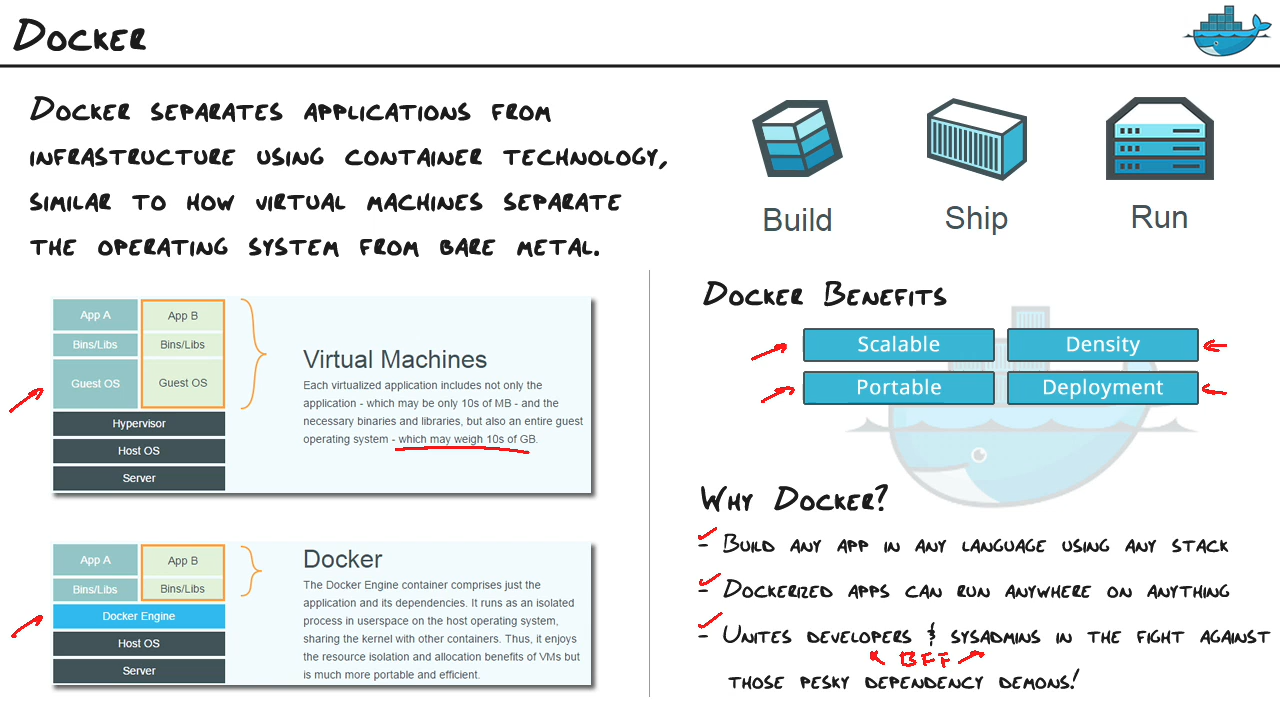 Docker
Docker separates applications from
infrastructure using container technology,
similar to how virtual machines separate
the operating system from bare metal.
Build
Ship
Run
App A
App B
Bins/Libs
Bins/Libs
Guest OS
Guest OS
Hypervisor
Host OS
Server
Virtual Machines
Each virtualized application includes not only the
application - which may be only 10s of MB - and the
necessary binaries and libraries, but also an entire guest
operating system - which may weigh 10s of GB.
App A
App B
Bins/Libs
Bins/Libs
Docker Engine
Host OS
Server
Docker
The Docker Engine container comprises just the
application and its dependencies. It runs as an isolated
process in userspace on the host operating system,
sharing the kernel with other containers. Thus, it enjoys
the resource isolation and allocation benefits of VMs but
is much more portable and efficient.
Docker Benefits
Scalable
Density
Portable
Deployment
Why Docker?
- Build any app in any language using any stack
- Dockerized apps can run anywhere on anything
- Unites developers & sysadmins in the fight against
BFF
those pesky dependency demons!